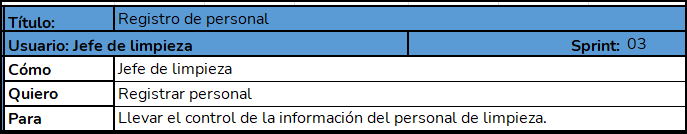 Título: Registro de personal
Usuario: Jefe de limpieza Sprint: 03
Cómo Jefe de limpieza
Quiero Registrar personal
Para Llevar el control de la información del personal de limpieza.